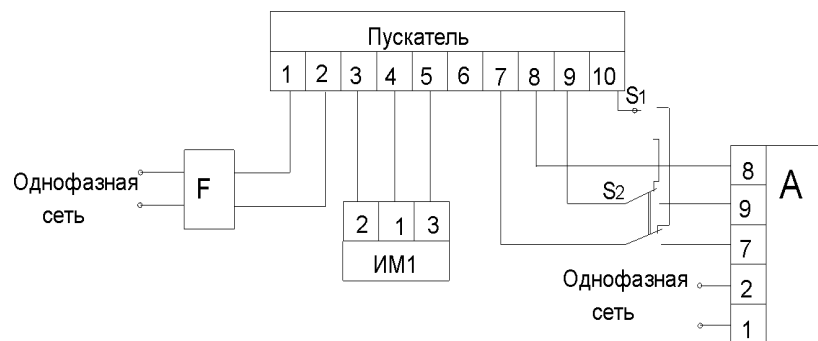 Пускатель
1 2 3 4 5 6 7 8 9 10
S1
Однофазная
сеть
F
2 1 3
ИМ1
S2
8
9
7
2
1
A
Однофазная
сеть